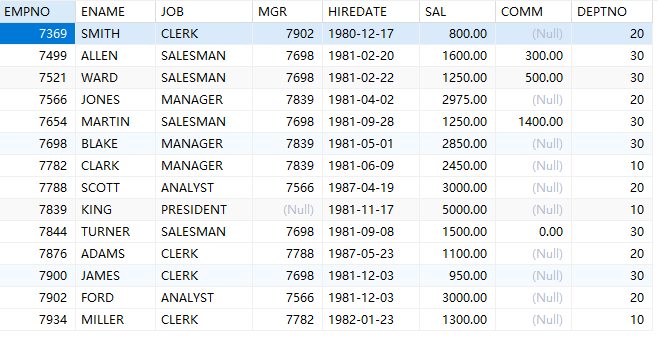 EMPNO ENAME JOB MGR HIREDATE SAL COMM DEPTNO
7369 SMITH CLERK 7902 1980-12-17 800.00 (Null) 20
7499 ALLEN SALESMAN 7698 1981-02-20 1600.00 300.00 30
7521 WARD SALESMAN 7698 1981-02-22 1250.00 500.00 30
7566 JONES MANAGER 7839 1981-04-02 2975.00 (Null) 20
7654 MARTIN SALESMAN 7698 1981-09-28 1250.00 1400.00 30
7698 BLAKE MANAGER 7839 1981-05-01 2850.00 (Null) 30
7782 CLARK MANAGER 7839 1981-06-09 2450.00 (Null) 10
7788 SCOTT ANALYST 7566 1987-04-19 3000.00 (Null) 20
7839 KING PRESIDENT (Null) 1981-11-17 5000.00 (Null) 10
7844 TURNER SALESMAN 7698 1981-09-08 1500.00 0.00 30
7876 ADAMS CLERK 7788 1987-05-23 1100.00 (Null) 20
7900 JAMES CLERK 7698 1981-12-03 950.00 (Null) 30
7902 FORD ANALYST 7566 1981-12-03 3000.00 (Null) 20
7934 MILLER CLERK 7782 1982-01-23 1300.00 (Null) 10